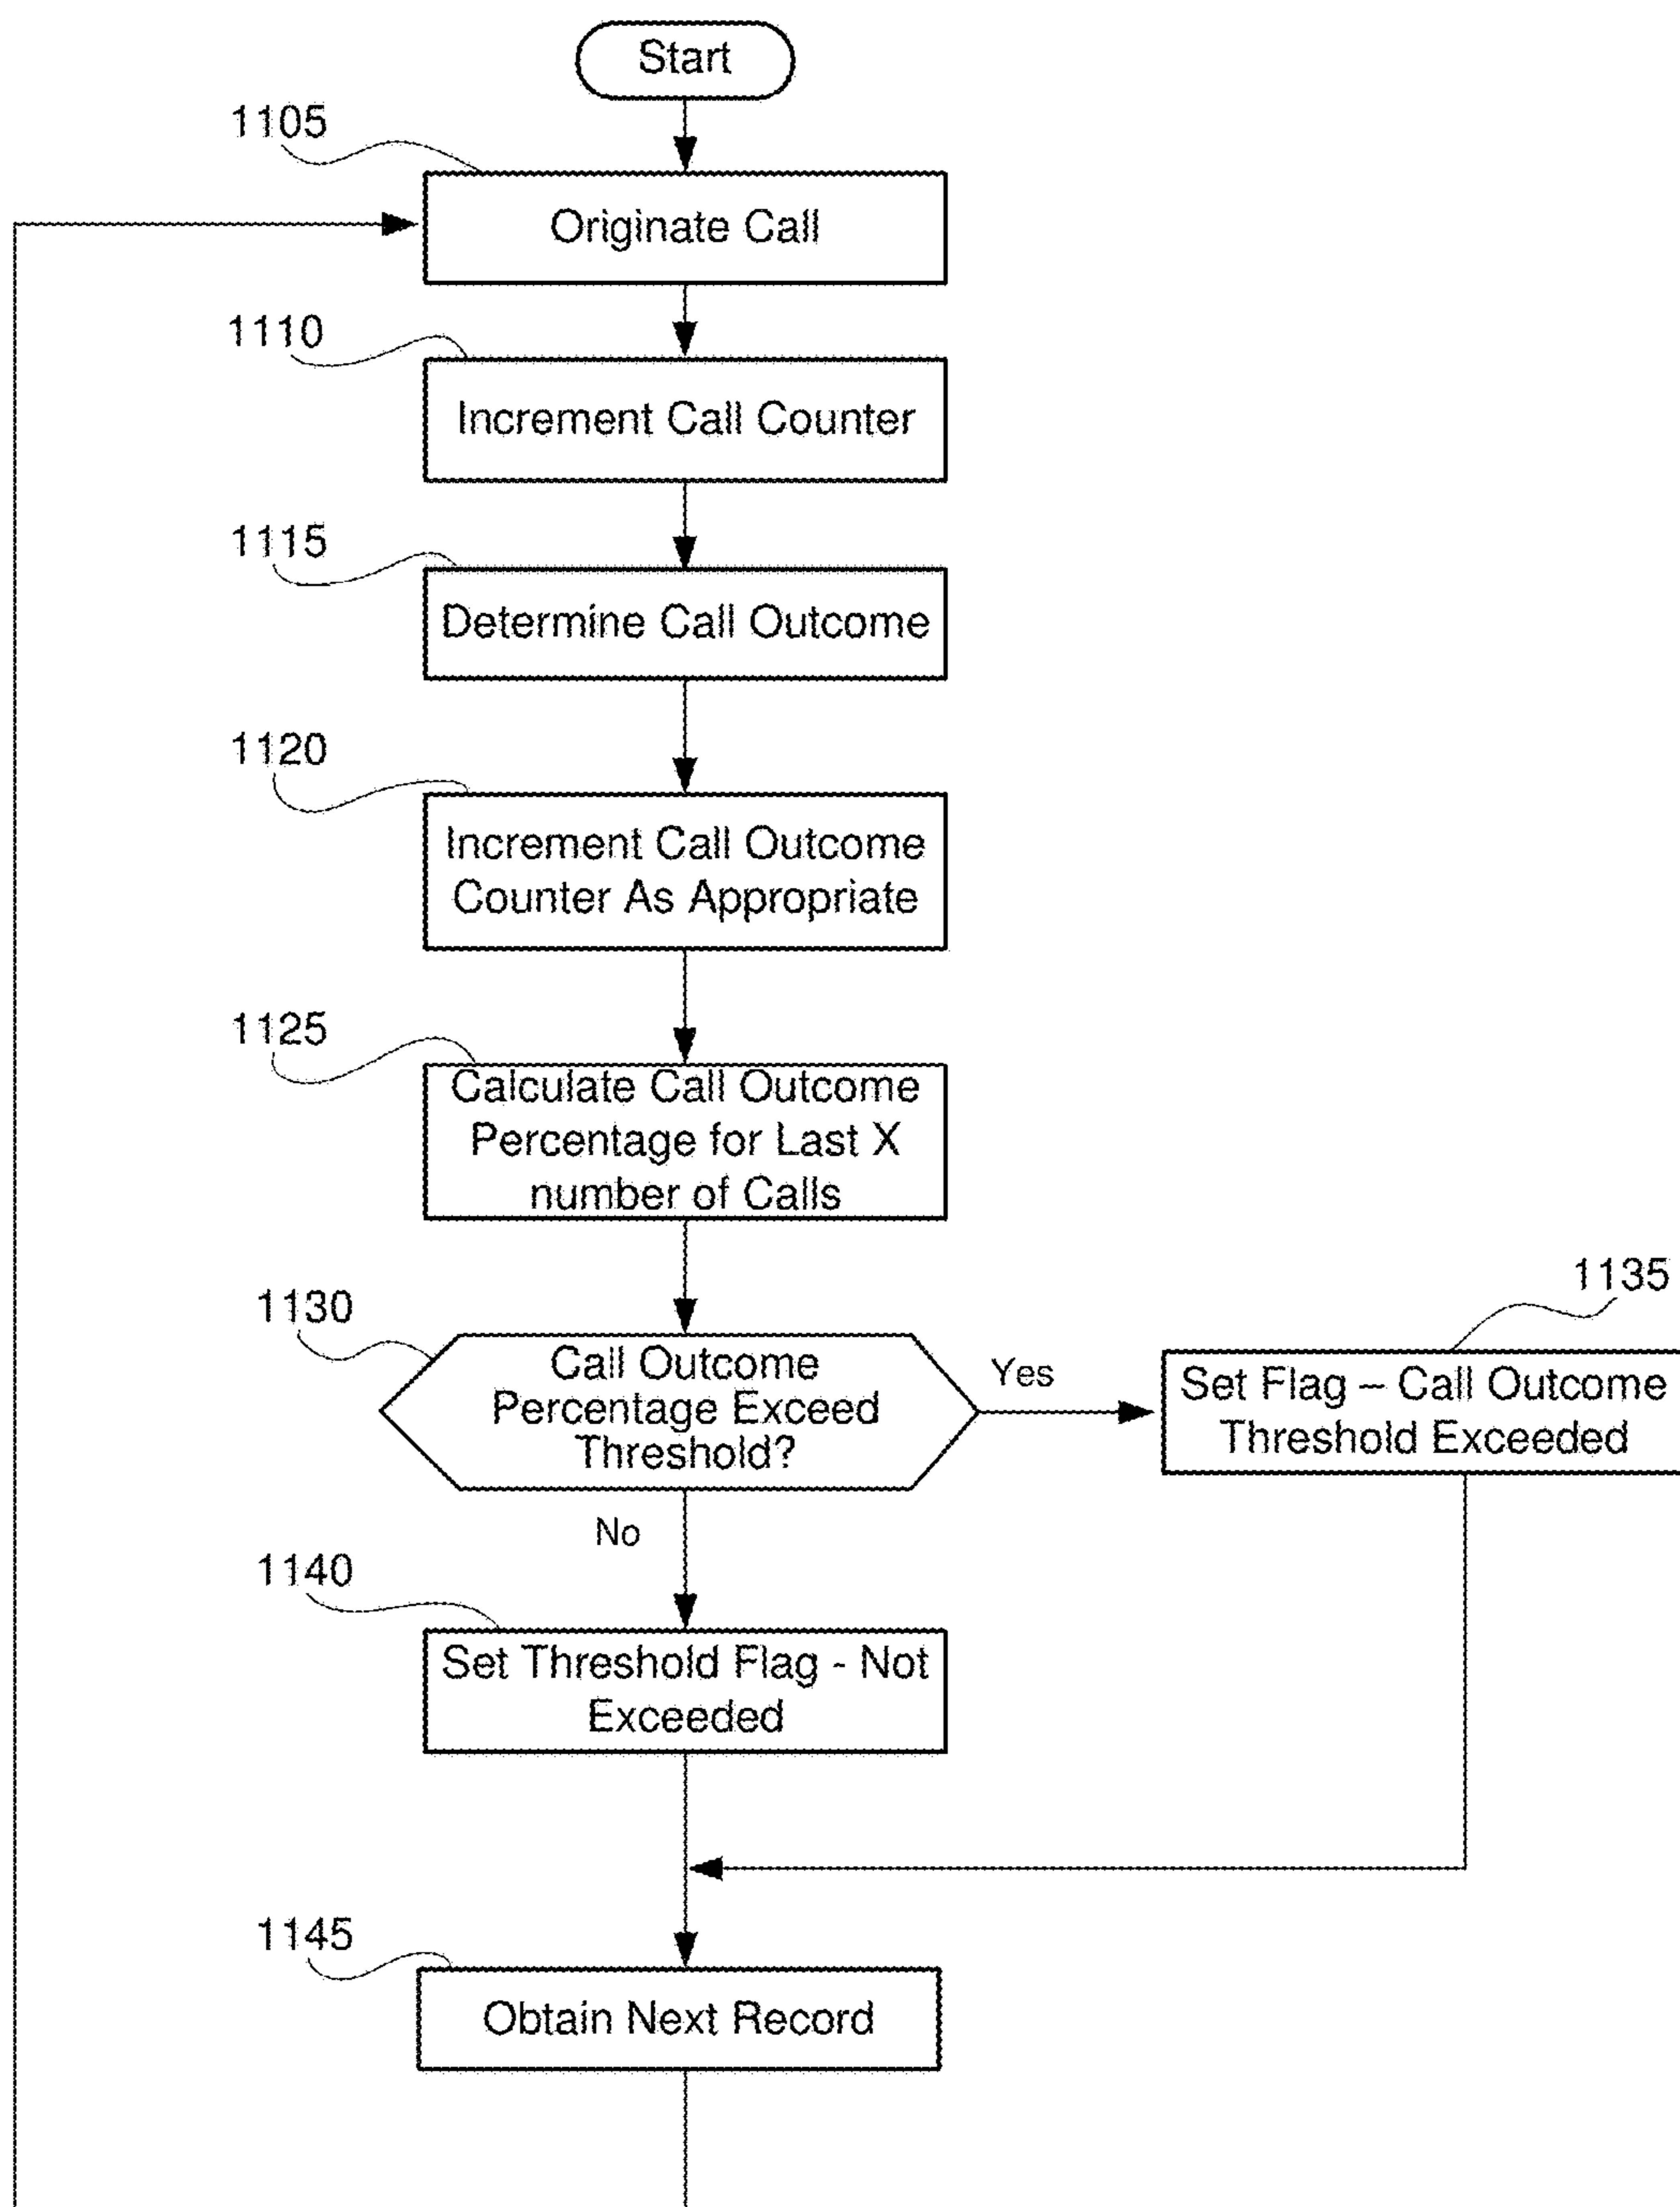 Start
1105
Originate Call
1110
Increment Call Counter
1115
Determine Call Outcome
1120
Increment Call Outcome
Counter As Appropriate
1125
Calculate Call Outcome
Percentage for Last X
number of Calls
1130
Call Outcome
Percentage Exceed
Threshold?
Yes
1135
Set Flag – Call Outcome
Threshold Exceeded
No
1140
Set Threshold Flag - Not
Exceeded
1145
Obtain Next Record